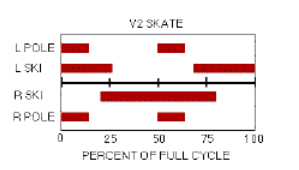 V2 SKATE
L POLE
L SKI
R SKI
R POLE
0 25 50 75 100
PERCENT OF FULL CYCLE